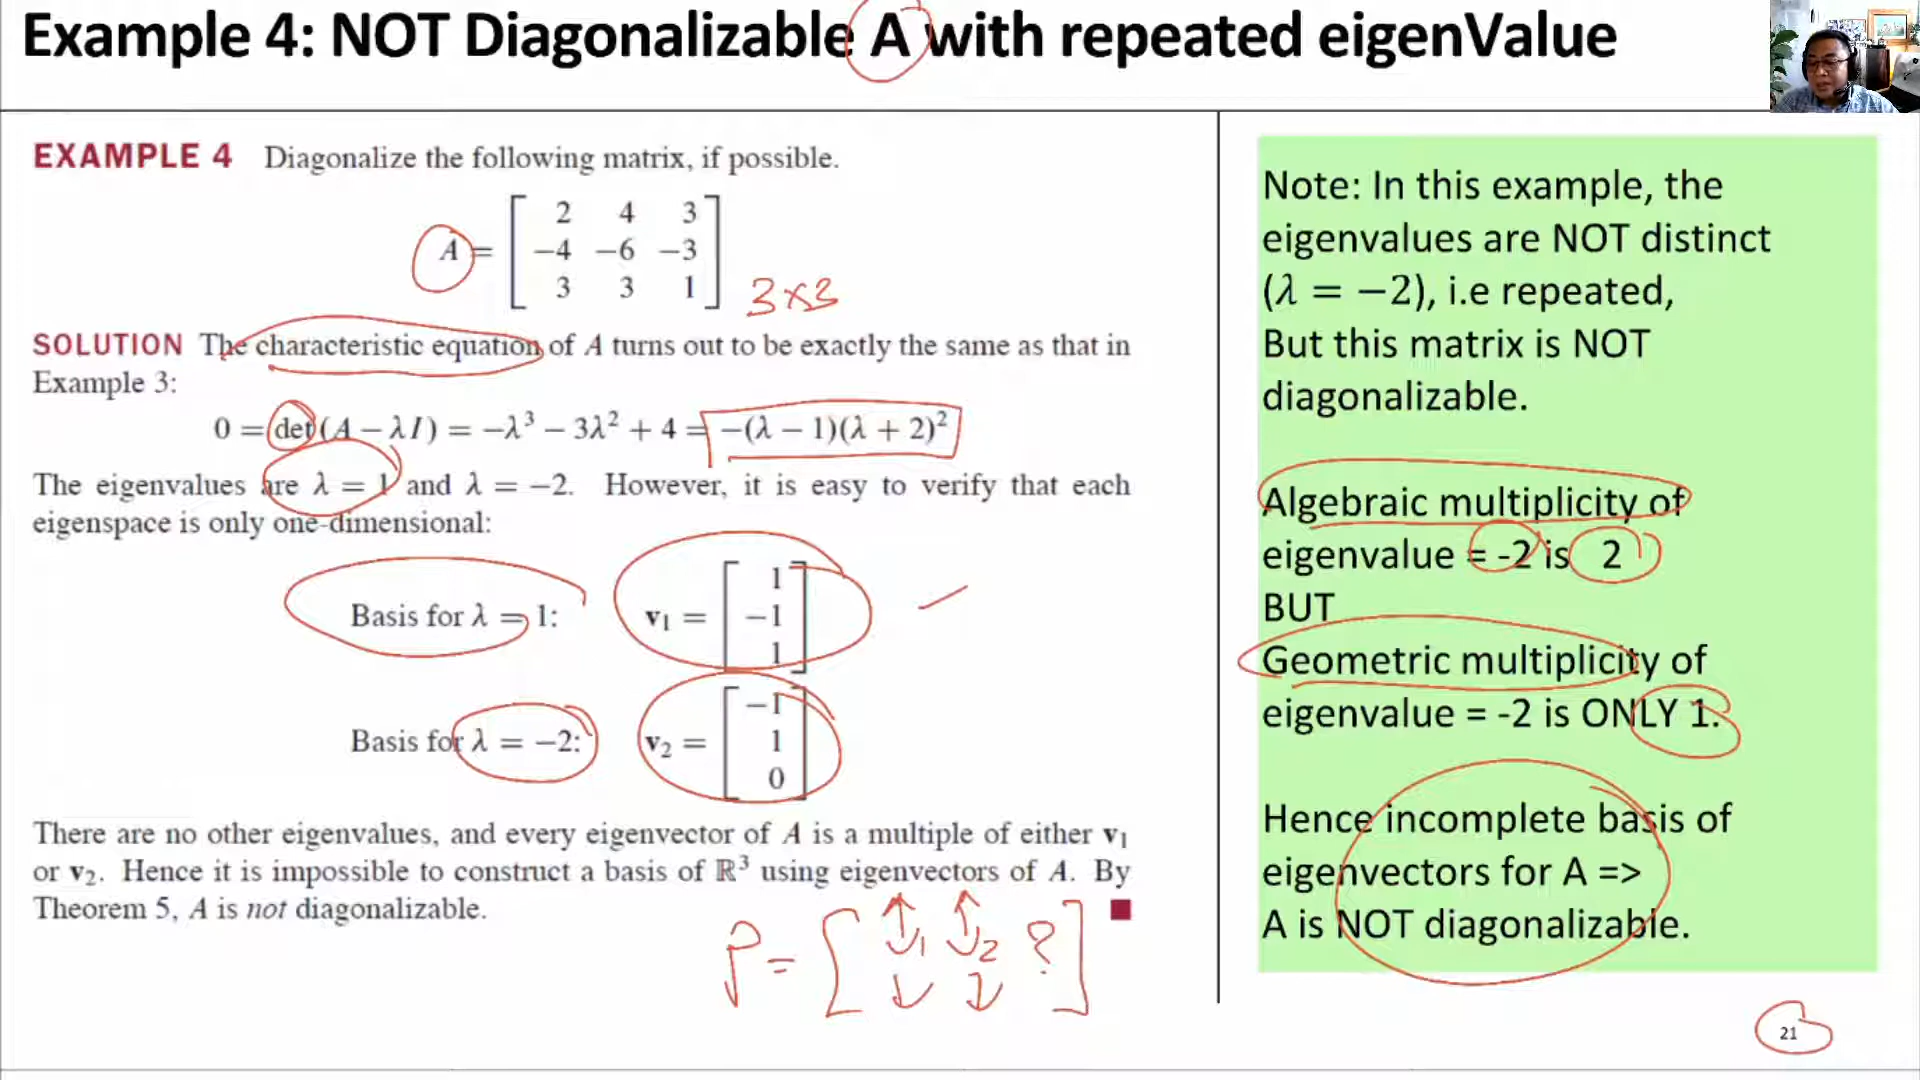 Example 4: NOT Diagonalizable A with repeated eigenValue
EXAMPLE 4 Diagonalize the following matrix, if possible.
A = [ 2 4 3
-4 -6 -3
3 3 1 ]
3×3
SOLUTION The characteristic equation of A turns out to be exactly the same as that in
Example 3:
0 = det (A − λI) = −λ³ − 3λ² + 4 = −(λ − 1)(λ + 2)²
The eigenvalues are λ = 1 and λ = −2. However, it is easy to verify that each
eigenspace is only one-dimensional:
Basis for λ = 1: v₁ = [ 1
−1
1 ]
Basis for λ = −2: v₂ = [ −1
1
0 ]
There are no other eigenvalues, and every eigenvector of A is a multiple of either v₁
or v₂. Hence it is impossible to construct a basis of ℝ³ using eigenvectors of A. By
Theorem 5, A is not diagonalizable.
P = [ v₁ v₂ ? ]
Note: In this example, the
eigenvalues are NOT distinct
(λ = −2), i.e repeated,
But this matrix is NOT
diagonalizable.
Algebraic multiplicity of
eigenvalue = -2 is 2
BUT
Geometric multiplicity of
eigenvalue = -2 is ONLY 1.
Hence incomplete basis of
eigenvectors for A =>
A is NOT diagonalizable.
21